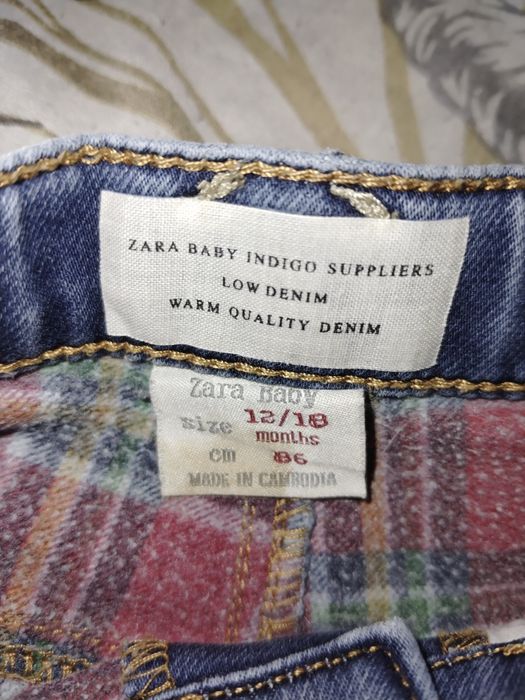 ZARA BABY INDIGO SUPPLIERS
LOW DENIM
WARM QUALITY DENIM
Zara Baby
size 12/18
months
cm 86
MADE IN CAMBODIA